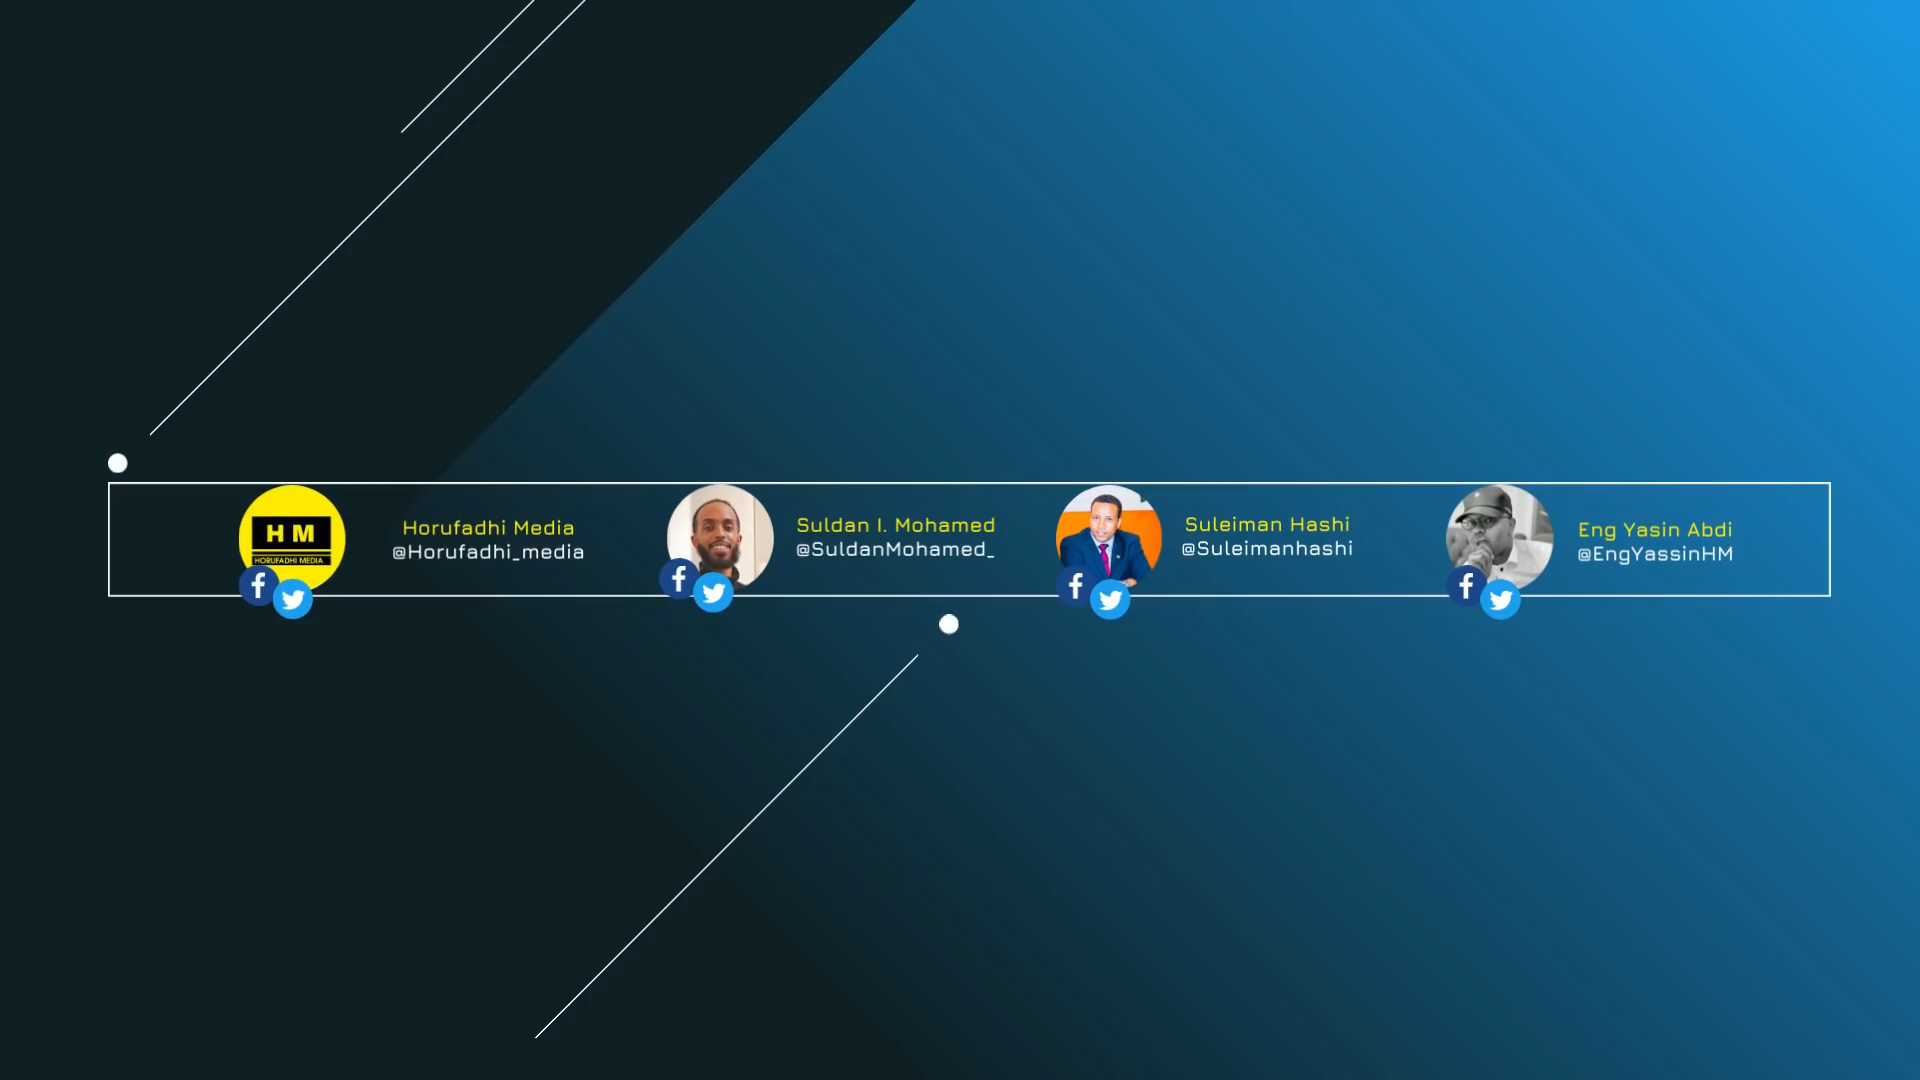 H M
HORUFADHI MEDIA
Horufadhi Media
@Horufadhi_media
Suldan I. Mohamed
@SuldanMohamed_
Suleiman Hashi
@Suleimanhashi
Eng Yasin Abdi
@EngYassinHM